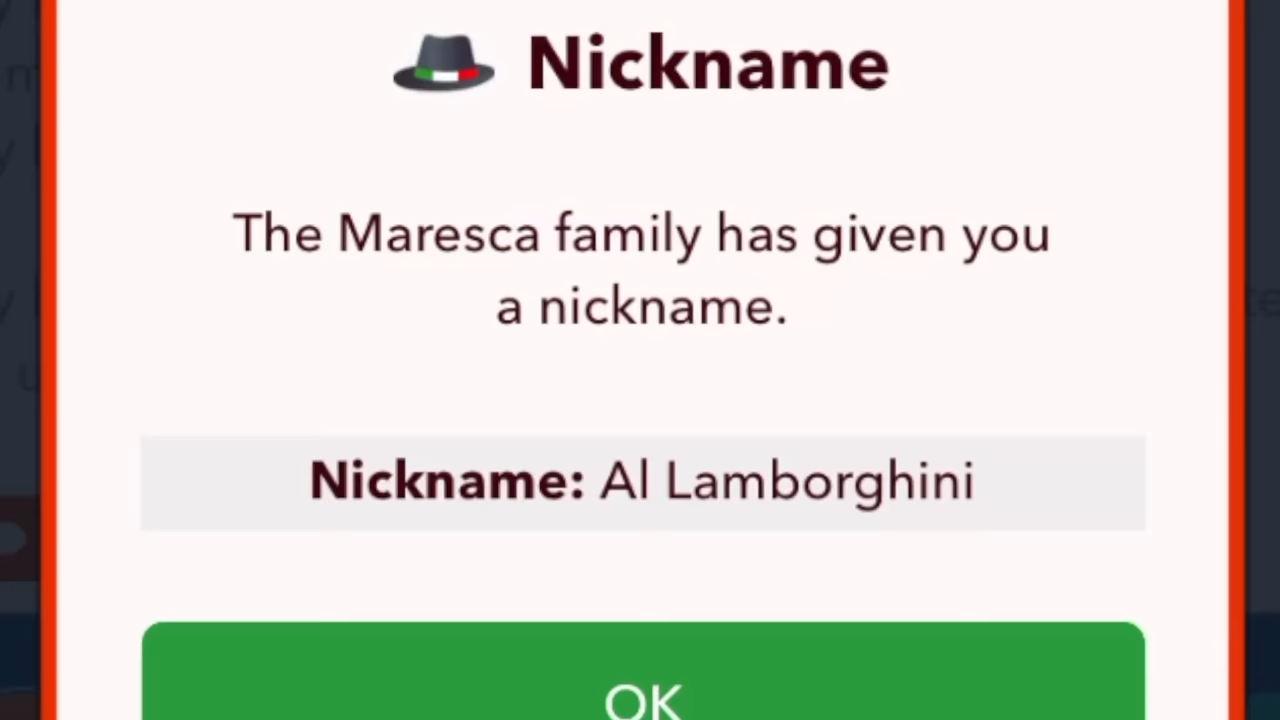 Nickname
The Maresca family has given you
a nickname.
Nickname: Al Lamborghini
OK